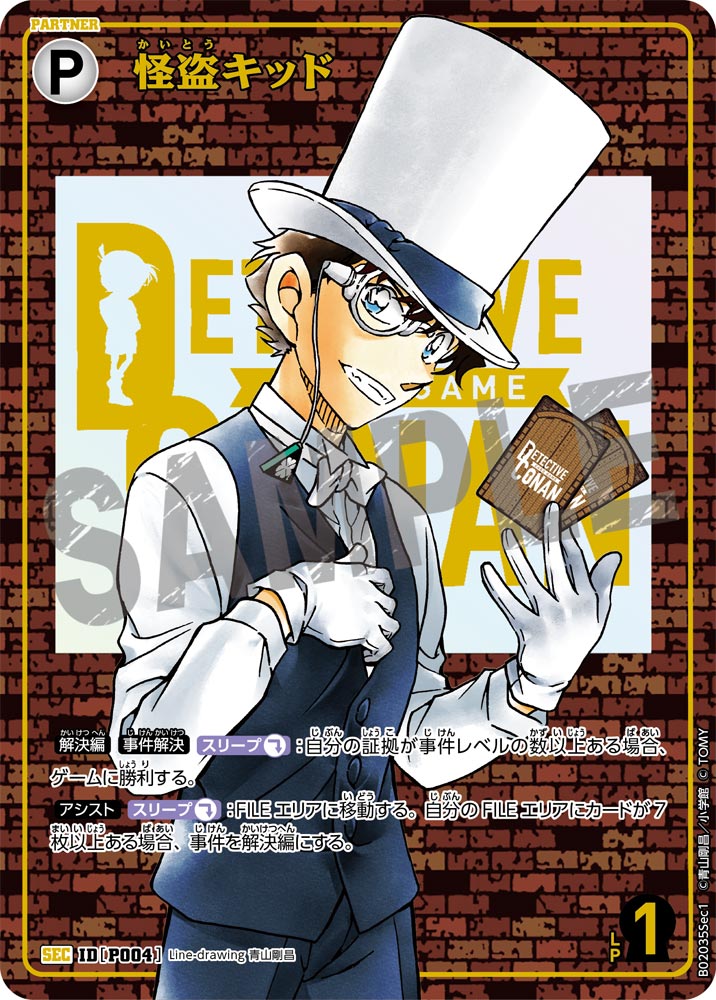 PARTNER
P
かいとう
怪盗キッド
DETECTIVE
GAME
CONAN
SAMPLE
DETECTIVE
CONAN
かいけつへん じけんかいけつ じぶん しょうこ じけん かずいじょう ばあい
解決編 事件解決 スリープ :自分の証拠が事件レベルの数以上ある場合、
しょうり
ゲームに勝利する。
いどう じぶん
アシスト スリープ :FILEエリアに移動する。自分のFILEエリアにカードが7
まいいじょう ばあい じけん かいけつへん
枚以上ある場合、事件を解決編にする。
SEC ID[P004] Line-drawing 青山剛昌
LP 1
B02035Sec1 ©青山剛昌/小学館 © TOMY